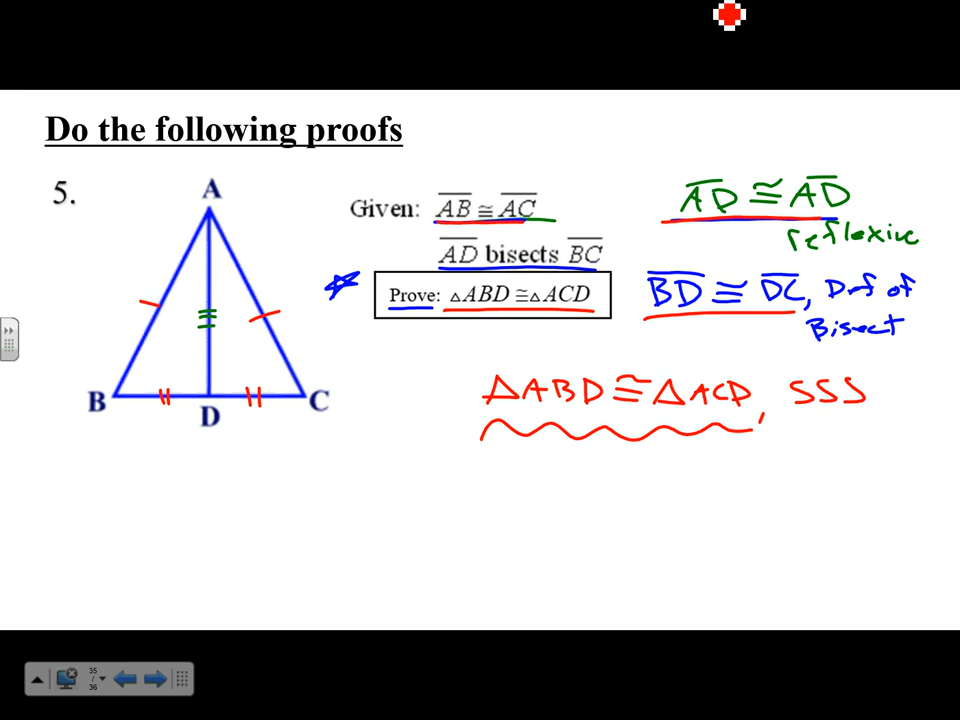 Do the following proofs
5.
A
B
D
C
Given: AB ≅ AC
AD bisects BC
Prove: △ABD ≅ △ACD
AD ≅ AD
reflexive
BD ≅ DC, Def of
Bisect
△ABD ≅ △ACD, SSS
35
/
36